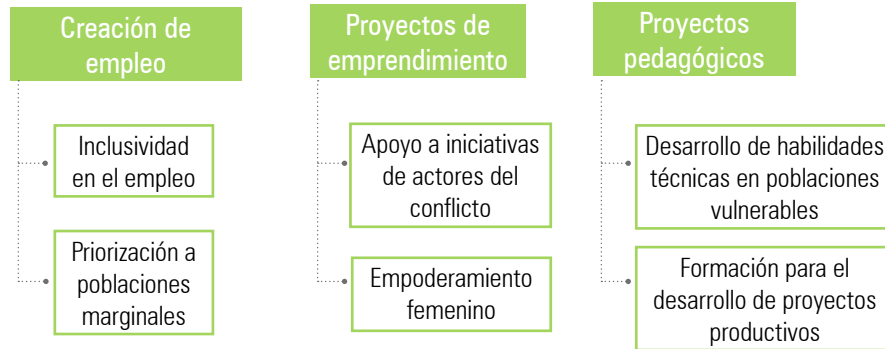 Creación de
empleo
Inclusividad
en el empleo
Priorización a
poblaciones
marginales
Proyectos de
emprendimiento
Apoyo a iniciativas
de actores del
conflicto
Empoderamiento
femenino
Proyectos
pedagógicos
Desarrollo de habilidades
técnicas en poblaciones
vulnerables
Formación para el
desarrollo de proyectos
productivos